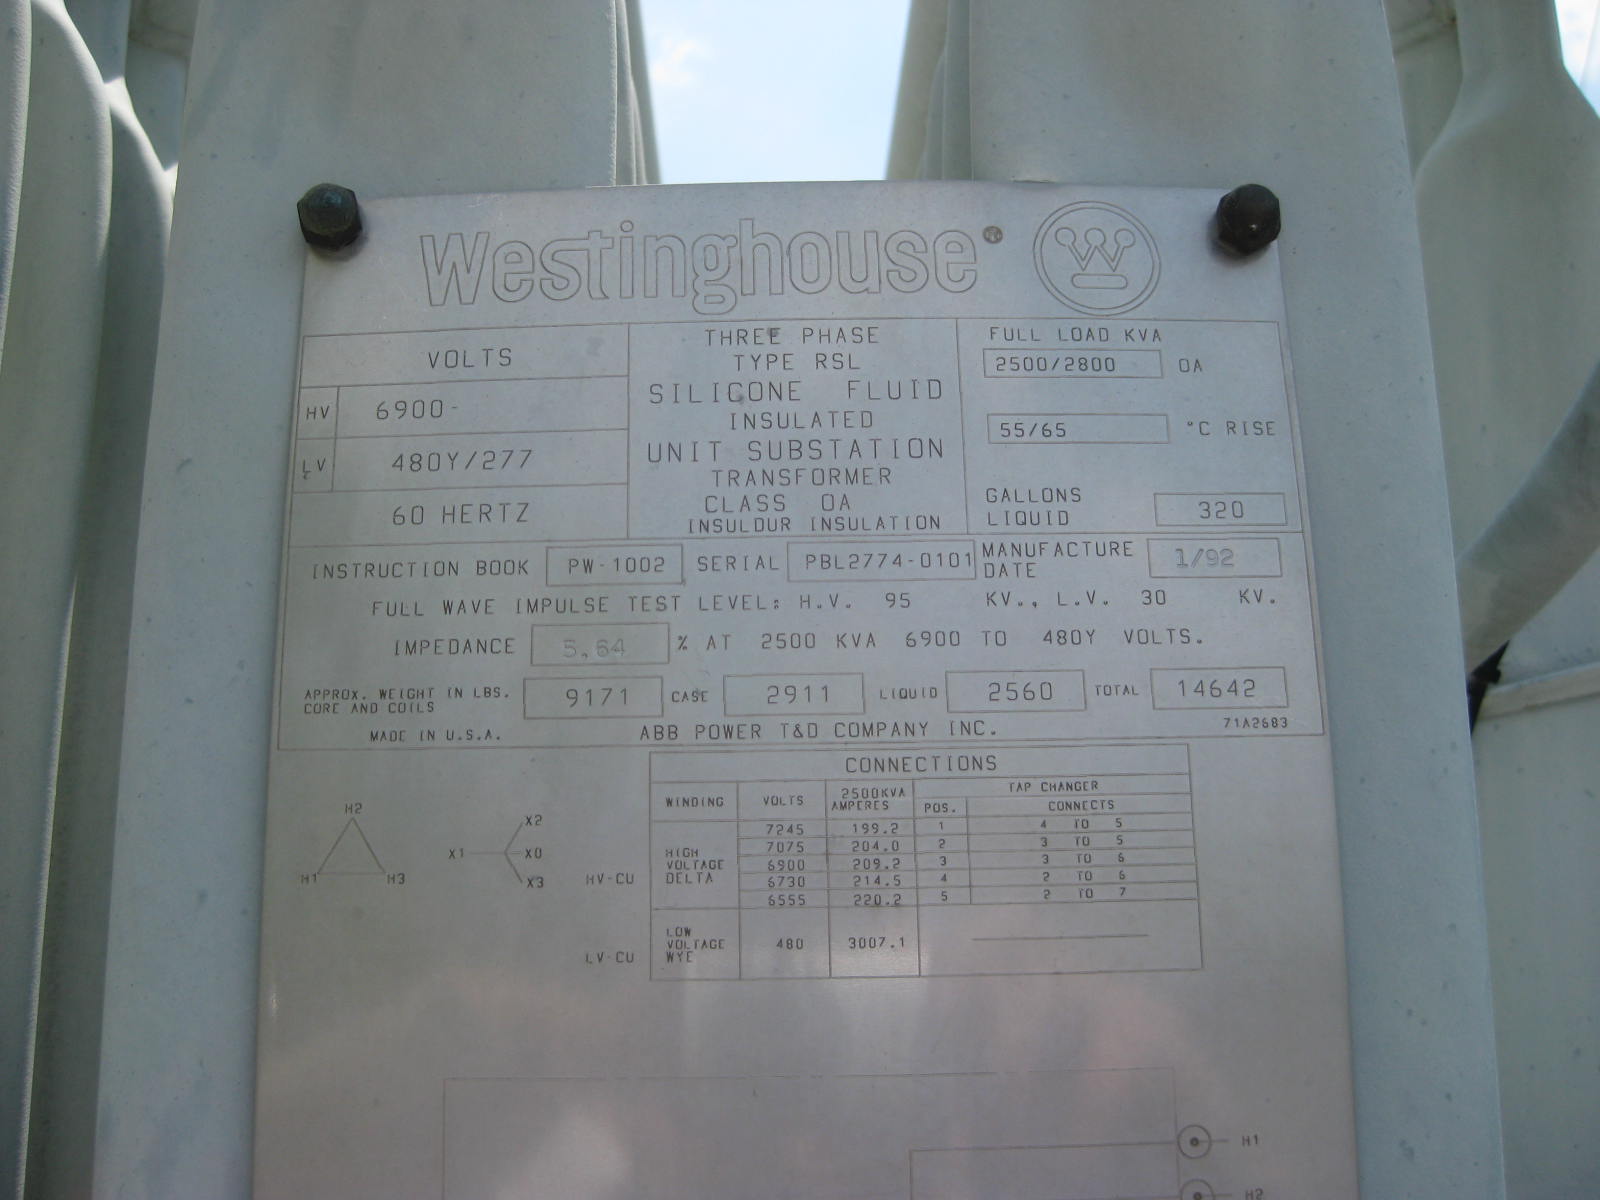 Westinghouse®
W
VOLTS
HV 6900-
LV 480Y/277
60 HERTZ
THREE PHASE
TYPE RSL
SILICONE FLUID
INSULATED
UNIT SUBSTATION
TRANSFORMER
CLASS OA
INSULDUR INSULATION
FULL LOAD KVA
2500/2800 OA
55/65 °C RISE
GALLONS
LIQUID 320
INSTRUCTION BOOK PW-1002 SERIAL PBL2774-0101 MANUFACTURE
DATE 1/92
FULL WAVE IMPULSE TEST LEVEL: H.V. 95 KV., L.V. 30 KV.
IMPEDANCE 5.64 % AT 2500 KVA 6900 TO 480Y VOLTS.
APPROX. WEIGHT IN LBS.
CORE AND COILS 9171 CASE 2911 LIQUID 2560 TOTAL 14642
MADE IN U.S.A. ABB POWER T&D COMPANY INC. 71A2683
H2
H1 H3
X2
X1 X0
X3
HV-CU
LV-CU
CONNECTIONS
WINDING VOLTS 2500KVA
AMPERES TAP CHANGER
POS. CONNECTS
HIGH
VOLTAGE
DELTA
7245 199.2 1 4 TO 5
7075 204.0 2 3 TO 5
6900 209.2 3 3 TO 6
6730 214.5 4 2 TO 6
6555 220.2 5 2 TO 7
LOW
VOLTAGE
WYE
480 3007.1
H1
H2